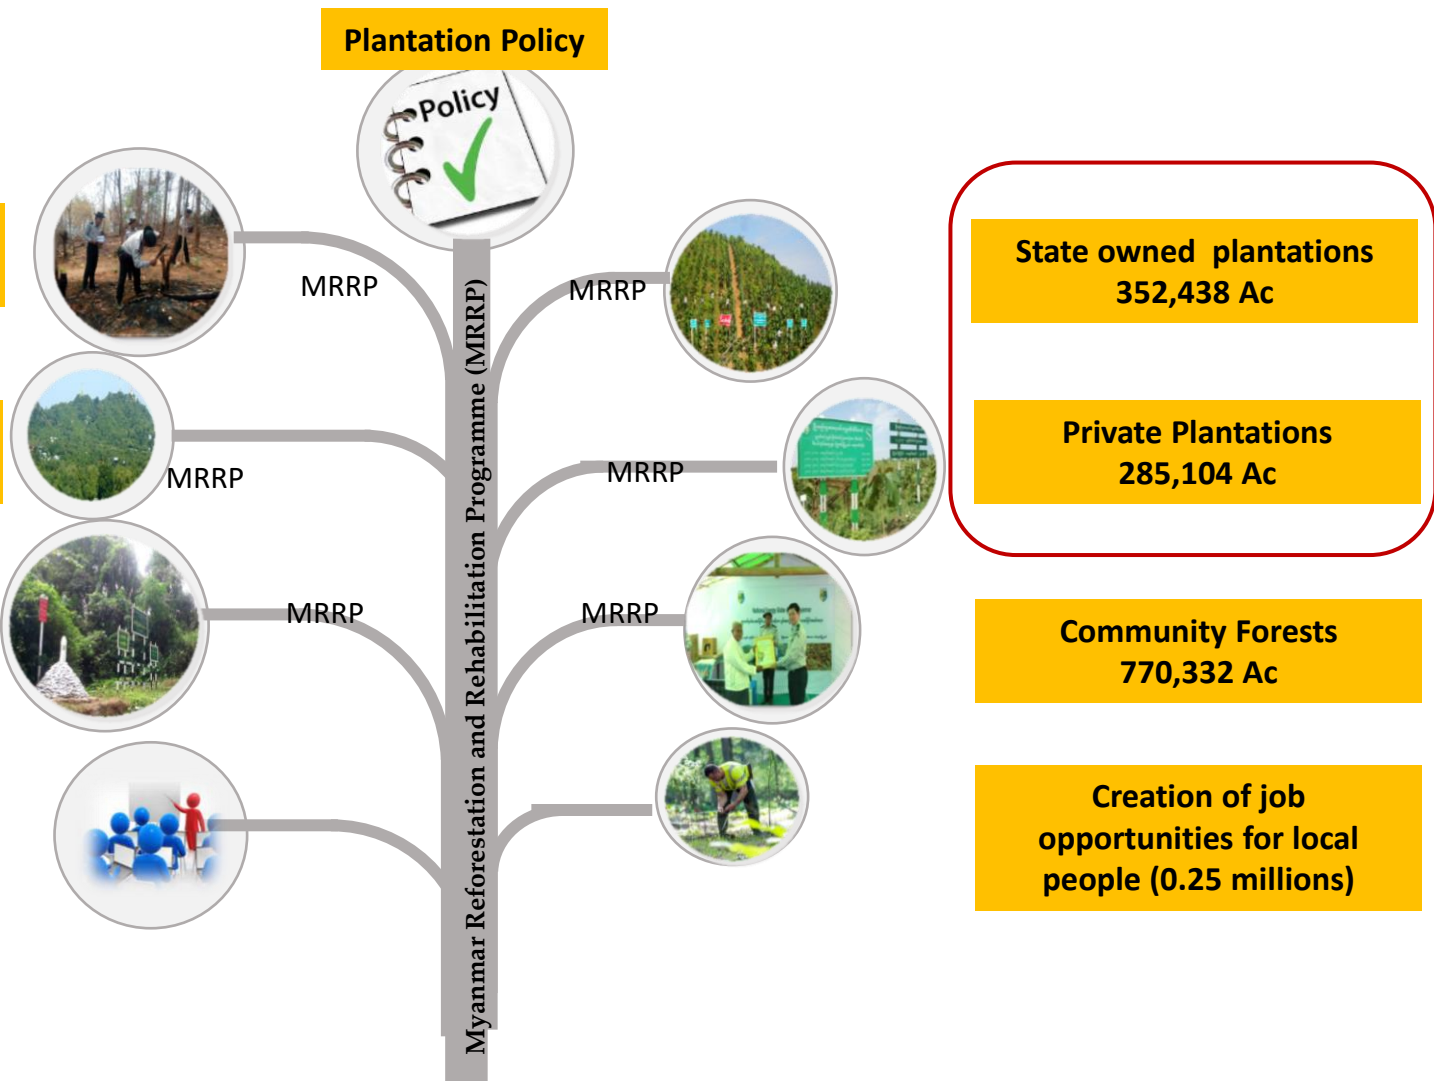 Plantation Policy
Policy
MRRP
MRRP
State owned  plantations
352,438 Ac
Private Plantations
285,104 Ac
MRRP
MRRP
MRRP
MRRP
Community Forests
770,332 Ac
Creation of job
opportunities for local
people (0.25 millions)
Myanmar Reforestation and Rehabilitation Programme (MRRP)